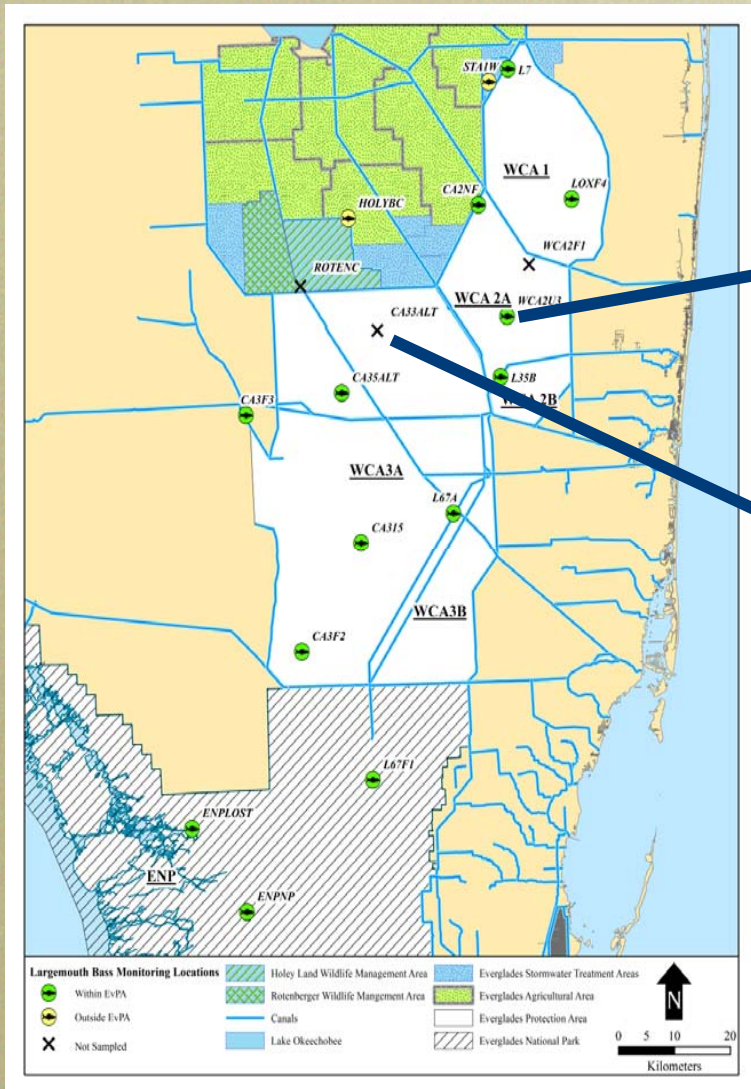 STA1W
L7
WCA 1
LOXF4
CA2NF
HOLYBC
WCA2F1
ROTENC
WCA 2A
WCA2U3
CA33ALT
L35B
CA35ALT
WCA 2B
CA3F3
WCA3A
L67A
CA315
WCA3B
CA3F2
L67F1
ENPLOST
ENP
ENPNP
Largemouth Bass Monitoring Locations
Within EvPA
Outside EvPA
Not Sampled
Holey Land Wildlife Management Area
Rotenberger Wildlife Mangement Area
Canals
Lake Okeechobee
Everglades Stormwater Treatment Areas
Everglades Agricultural Area
Everglades Protection Area
Everglades National Park
N
0 5 10 20
Kilometers